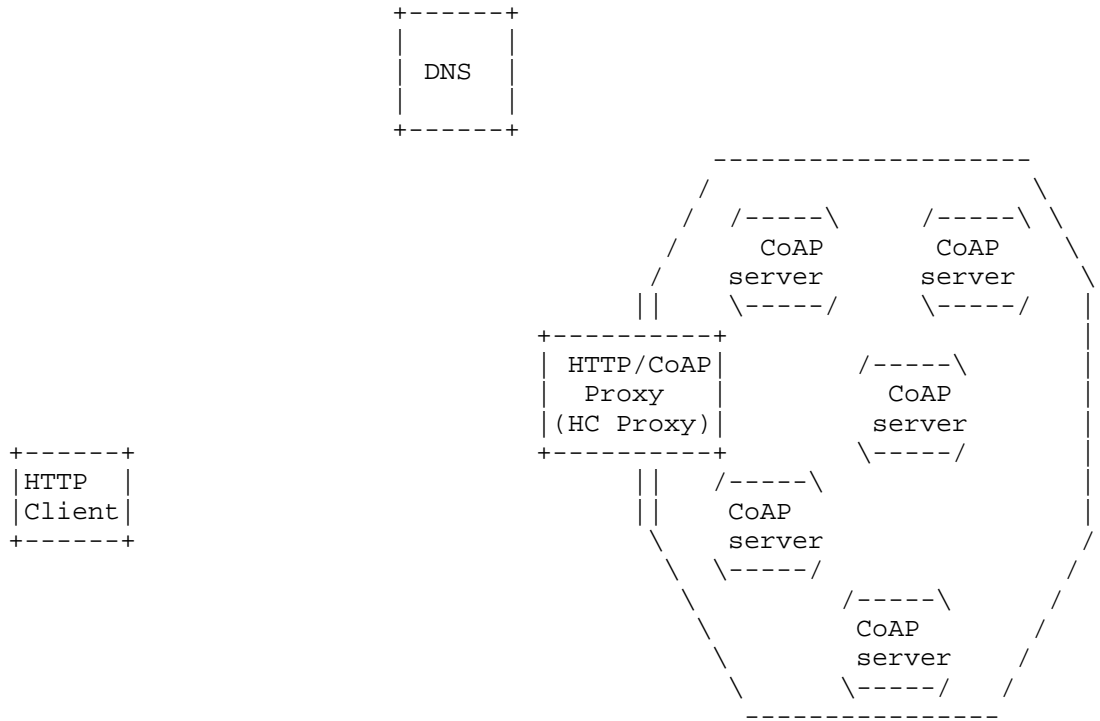 DNS
CoAP
server
CoAP
server
HTTP/CoAP
Proxy
(HC Proxy)
CoAP
server
HTTP
Client
CoAP
server
CoAP
server